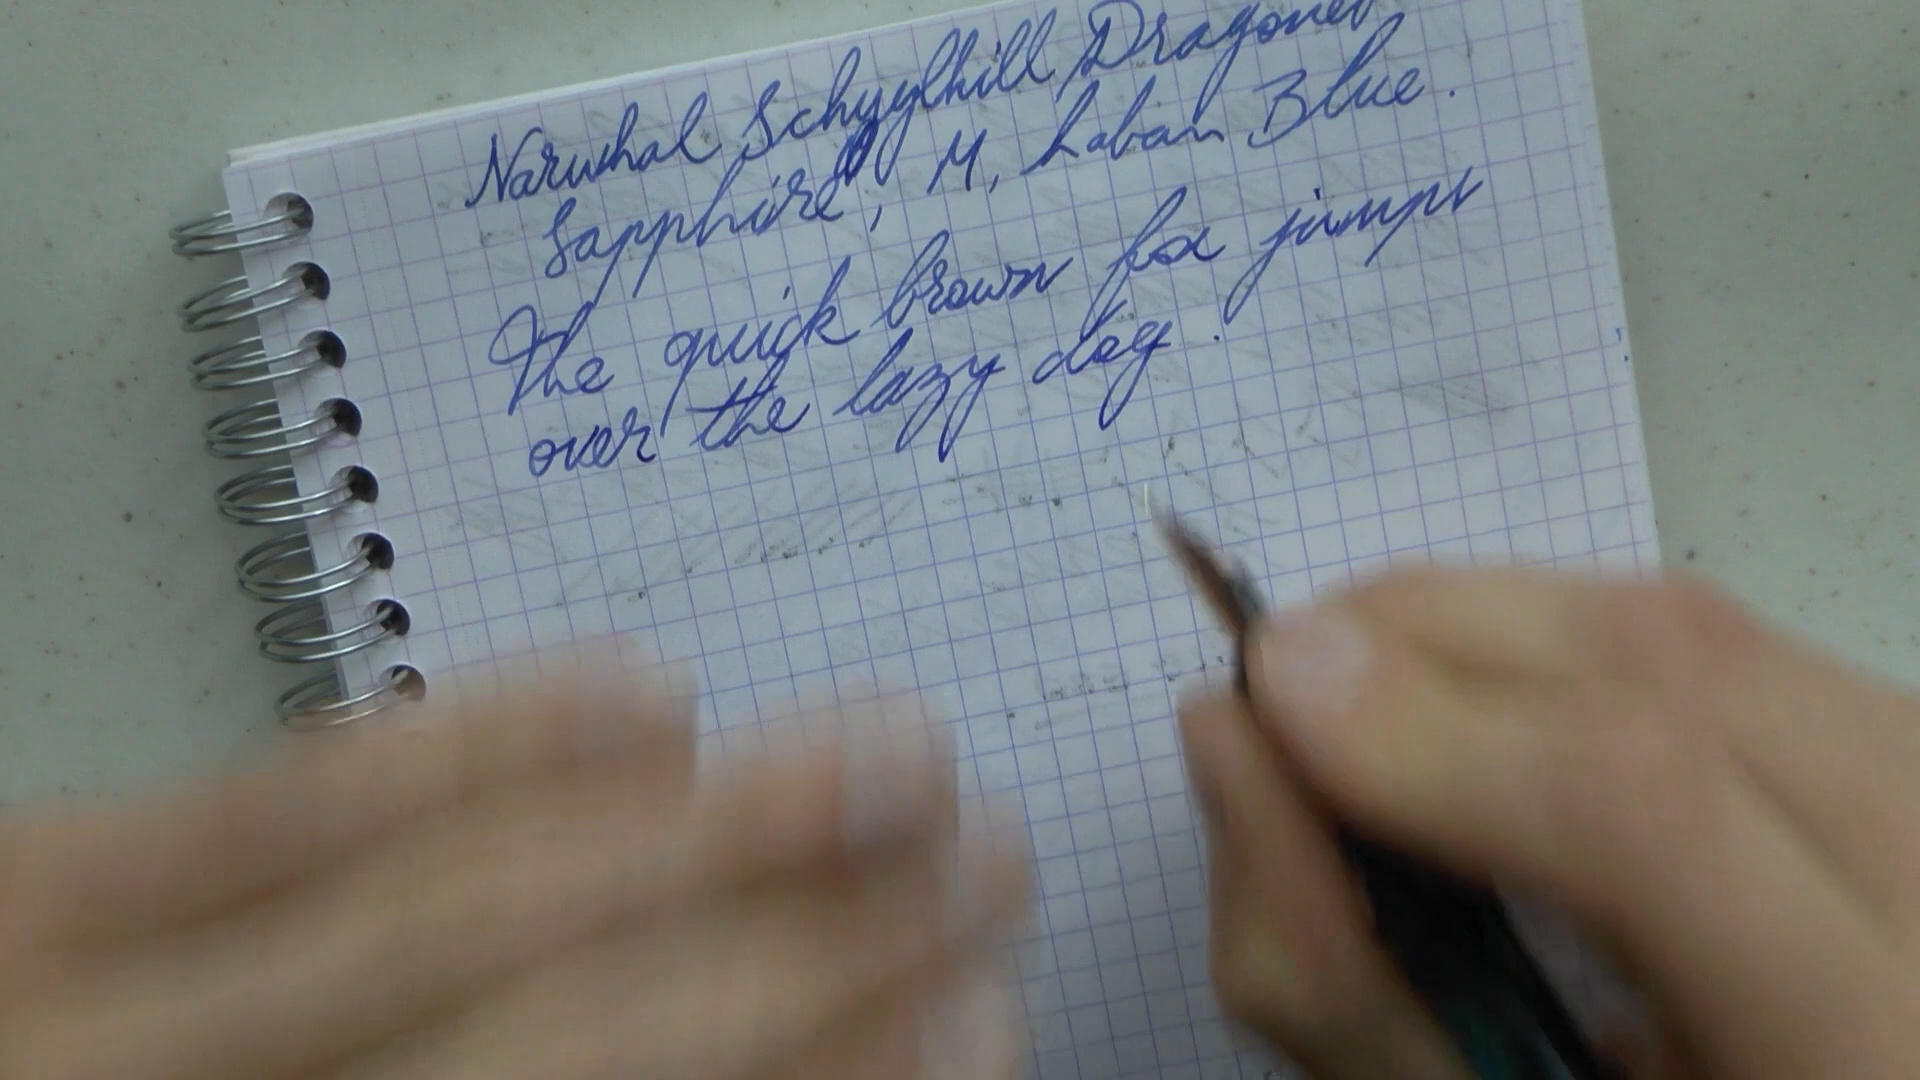 Narwhal Schuylkill Dragonet
Sapphire, M, Laban Blue.
The quick brown fox jumps
over the lazy dog.